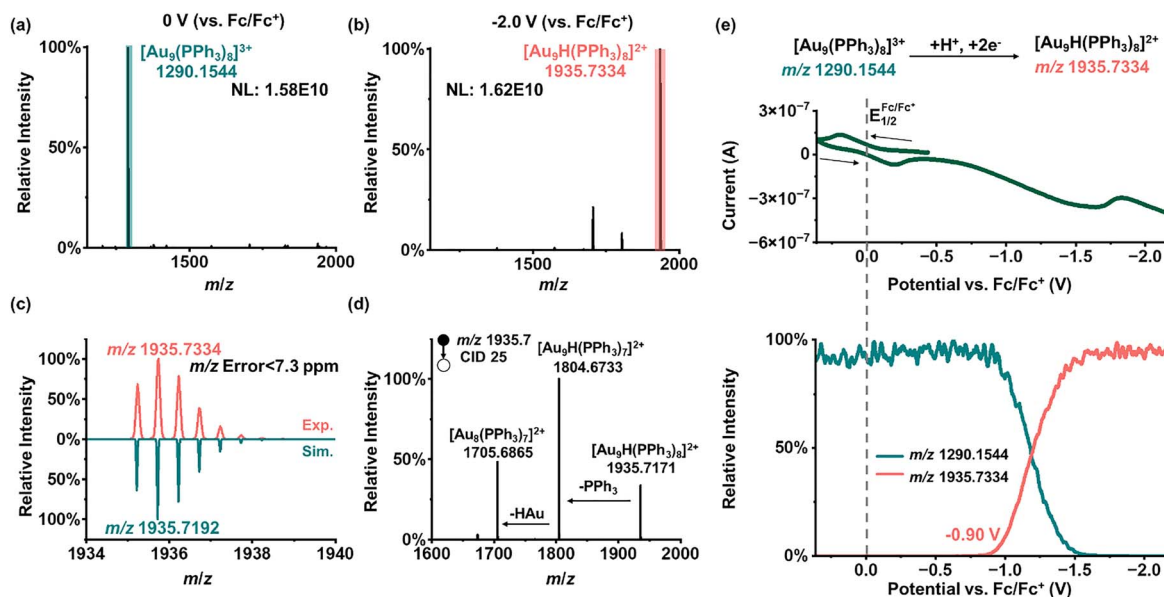 (a)
0 V (vs. Fc/Fc⁺)
[Au₉(PPh₃)₈]³⁺
1290.1544
NL: 1.58E10
100%
50%
0%
Relative Intensity
1500
2000
m/z
(b)
-2.0 V (vs. Fc/Fc⁺)
[Au₉H(PPh₃)₈]²⁺
1935.7334
NL: 1.62E10
100%
50%
0%
Relative Intensity
1500
2000
m/z
(c)
m/z 1935.7334
m/z Error<7.3 ppm
Exp.
Sim.
m/z 1935.7192
100%
50%
0%
50%
100%
Relative Intensity
1934
1936
1938
1940
m/z
(d)
m/z 1935.7
CID 25
[Au₉H(PPh₃)₇]²⁺
1804.6733
[Au₈(PPh₃)₇]²⁺
1705.6865
[Au₉H(PPh₃)₈]²⁺
1935.7171
-PPh₃
-HAu
100%
50%
0%
Relative Intensity
1600
1700
1800
1900
2000
m/z
(e)
[Au₉(PPh₃)₈]³⁺
m/z 1290.1544
+H⁺, +2e⁻
[Au₉H(PPh₃)₈]²⁺
m/z 1935.7334
E₁/₂ Fc/Fc⁺
3×10⁻⁷
0
−3×10⁻⁷
−6×10⁻⁷
Current (A)
0.0
−0.5
−1.0
−1.5
−2.0
Potential vs. Fc/Fc⁺ (V)
100%
50%
0%
Relative Intensity
m/z 1290.1544
m/z 1935.7334
-0.90 V
0.0
−0.5
−1.0
−1.5
−2.0
Potential vs. Fc/Fc⁺ (V)